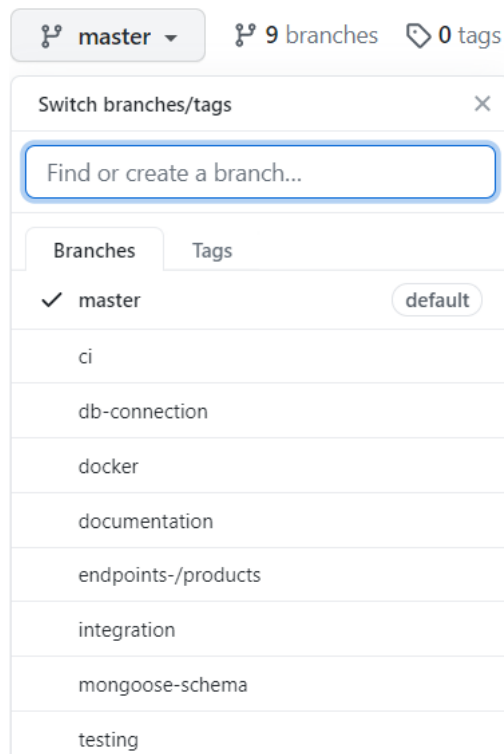 master 9 branches 0 tags
Switch branches/tags
Find or create a branch...
Branches Tags
master default
ci
db-connection
docker
documentation
endpoints-/products
integration
mongoose-schema
testing